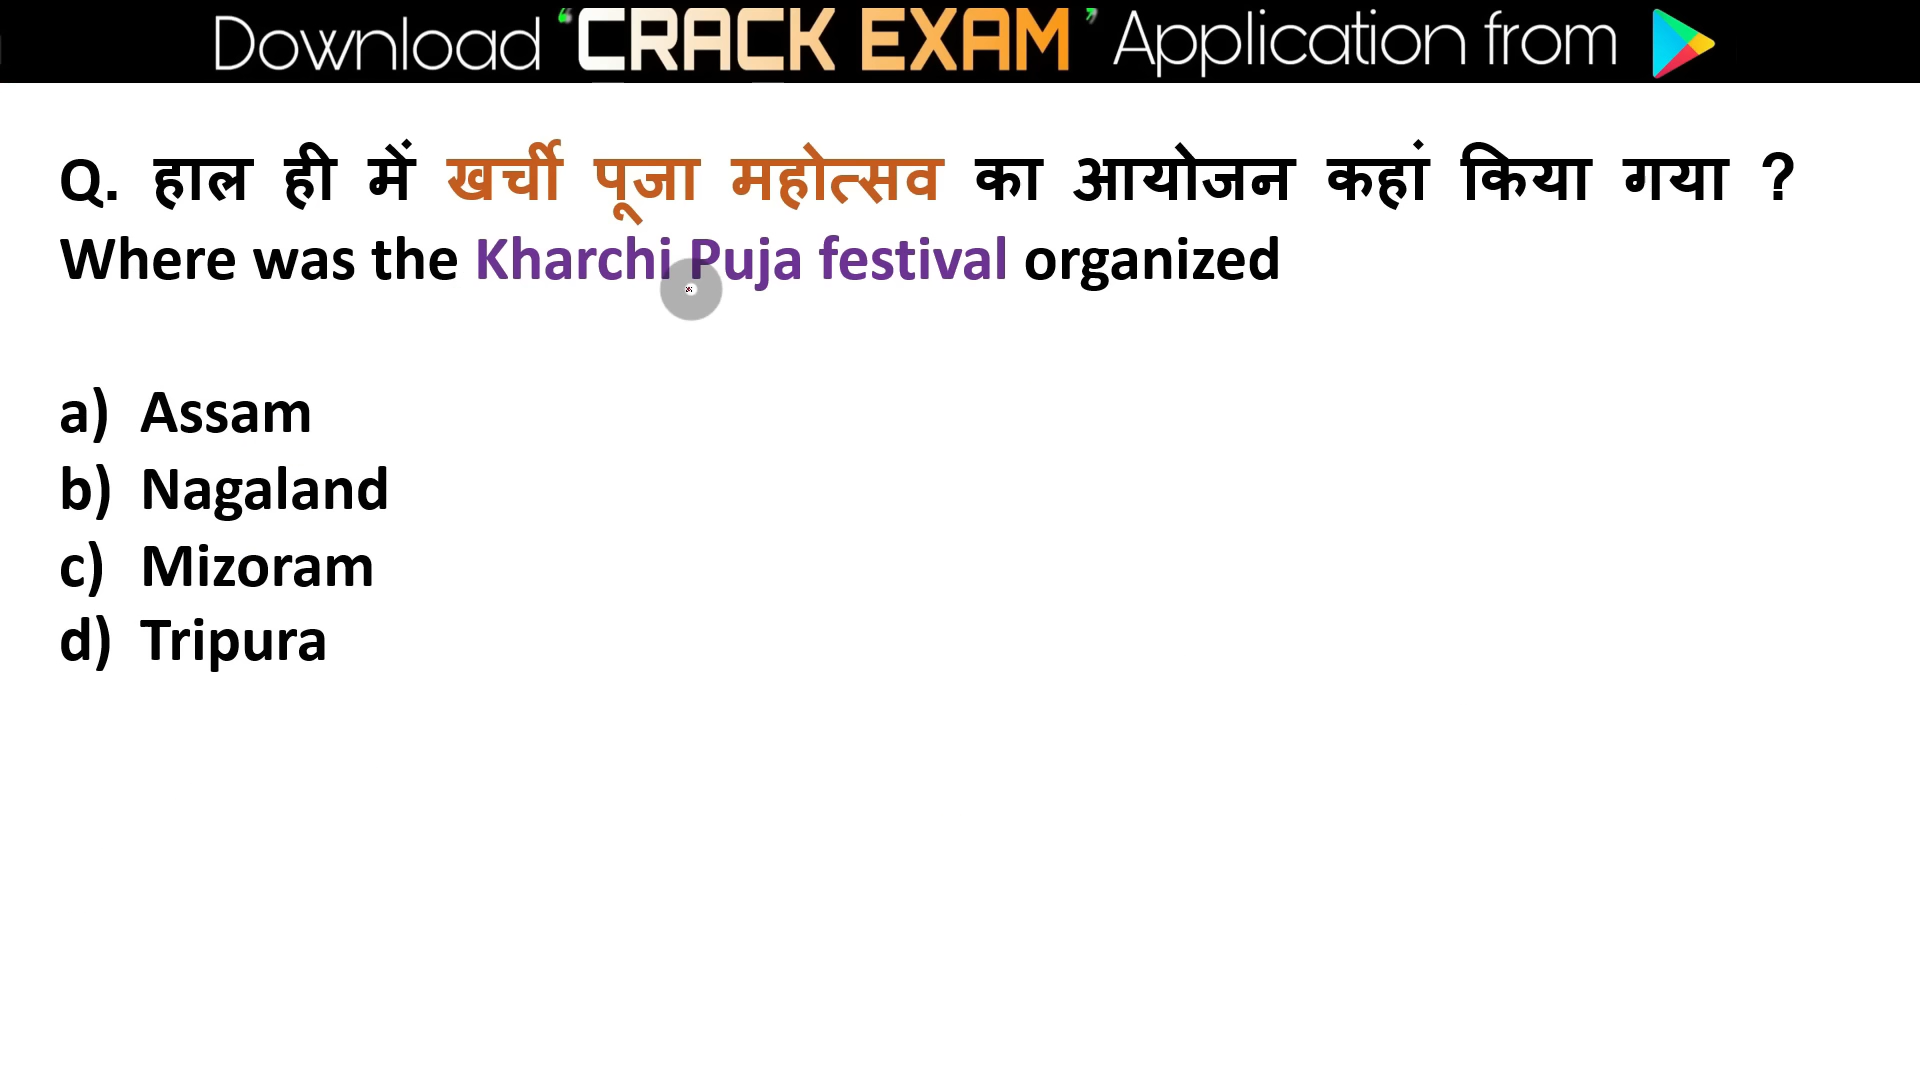 Download ‘CRACK EXAM’ Application from
Q. हाल ही में खर्ची पूजा महोत्सव का आयोजन कहां किया गया ?
Where was the Kharchi Puja festival organized
a) Assam
b) Nagaland
c) Mizoram
d) Tripura